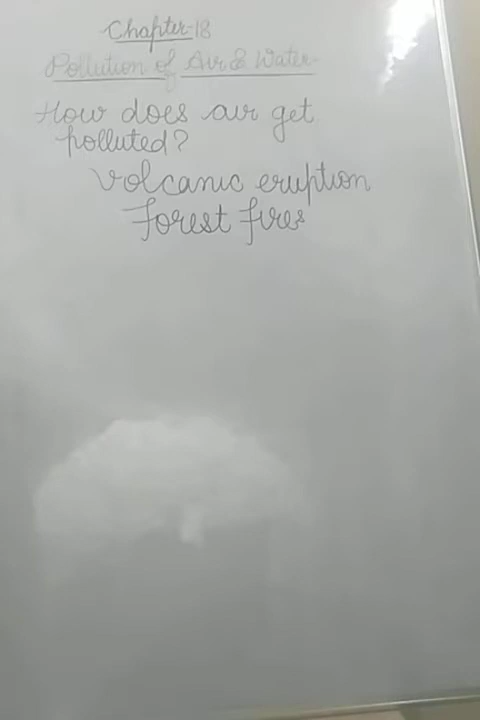 Chapter-18
Pollution of Air & Water-
How does air get
polluted?
Volcanic eruption
Forest fires